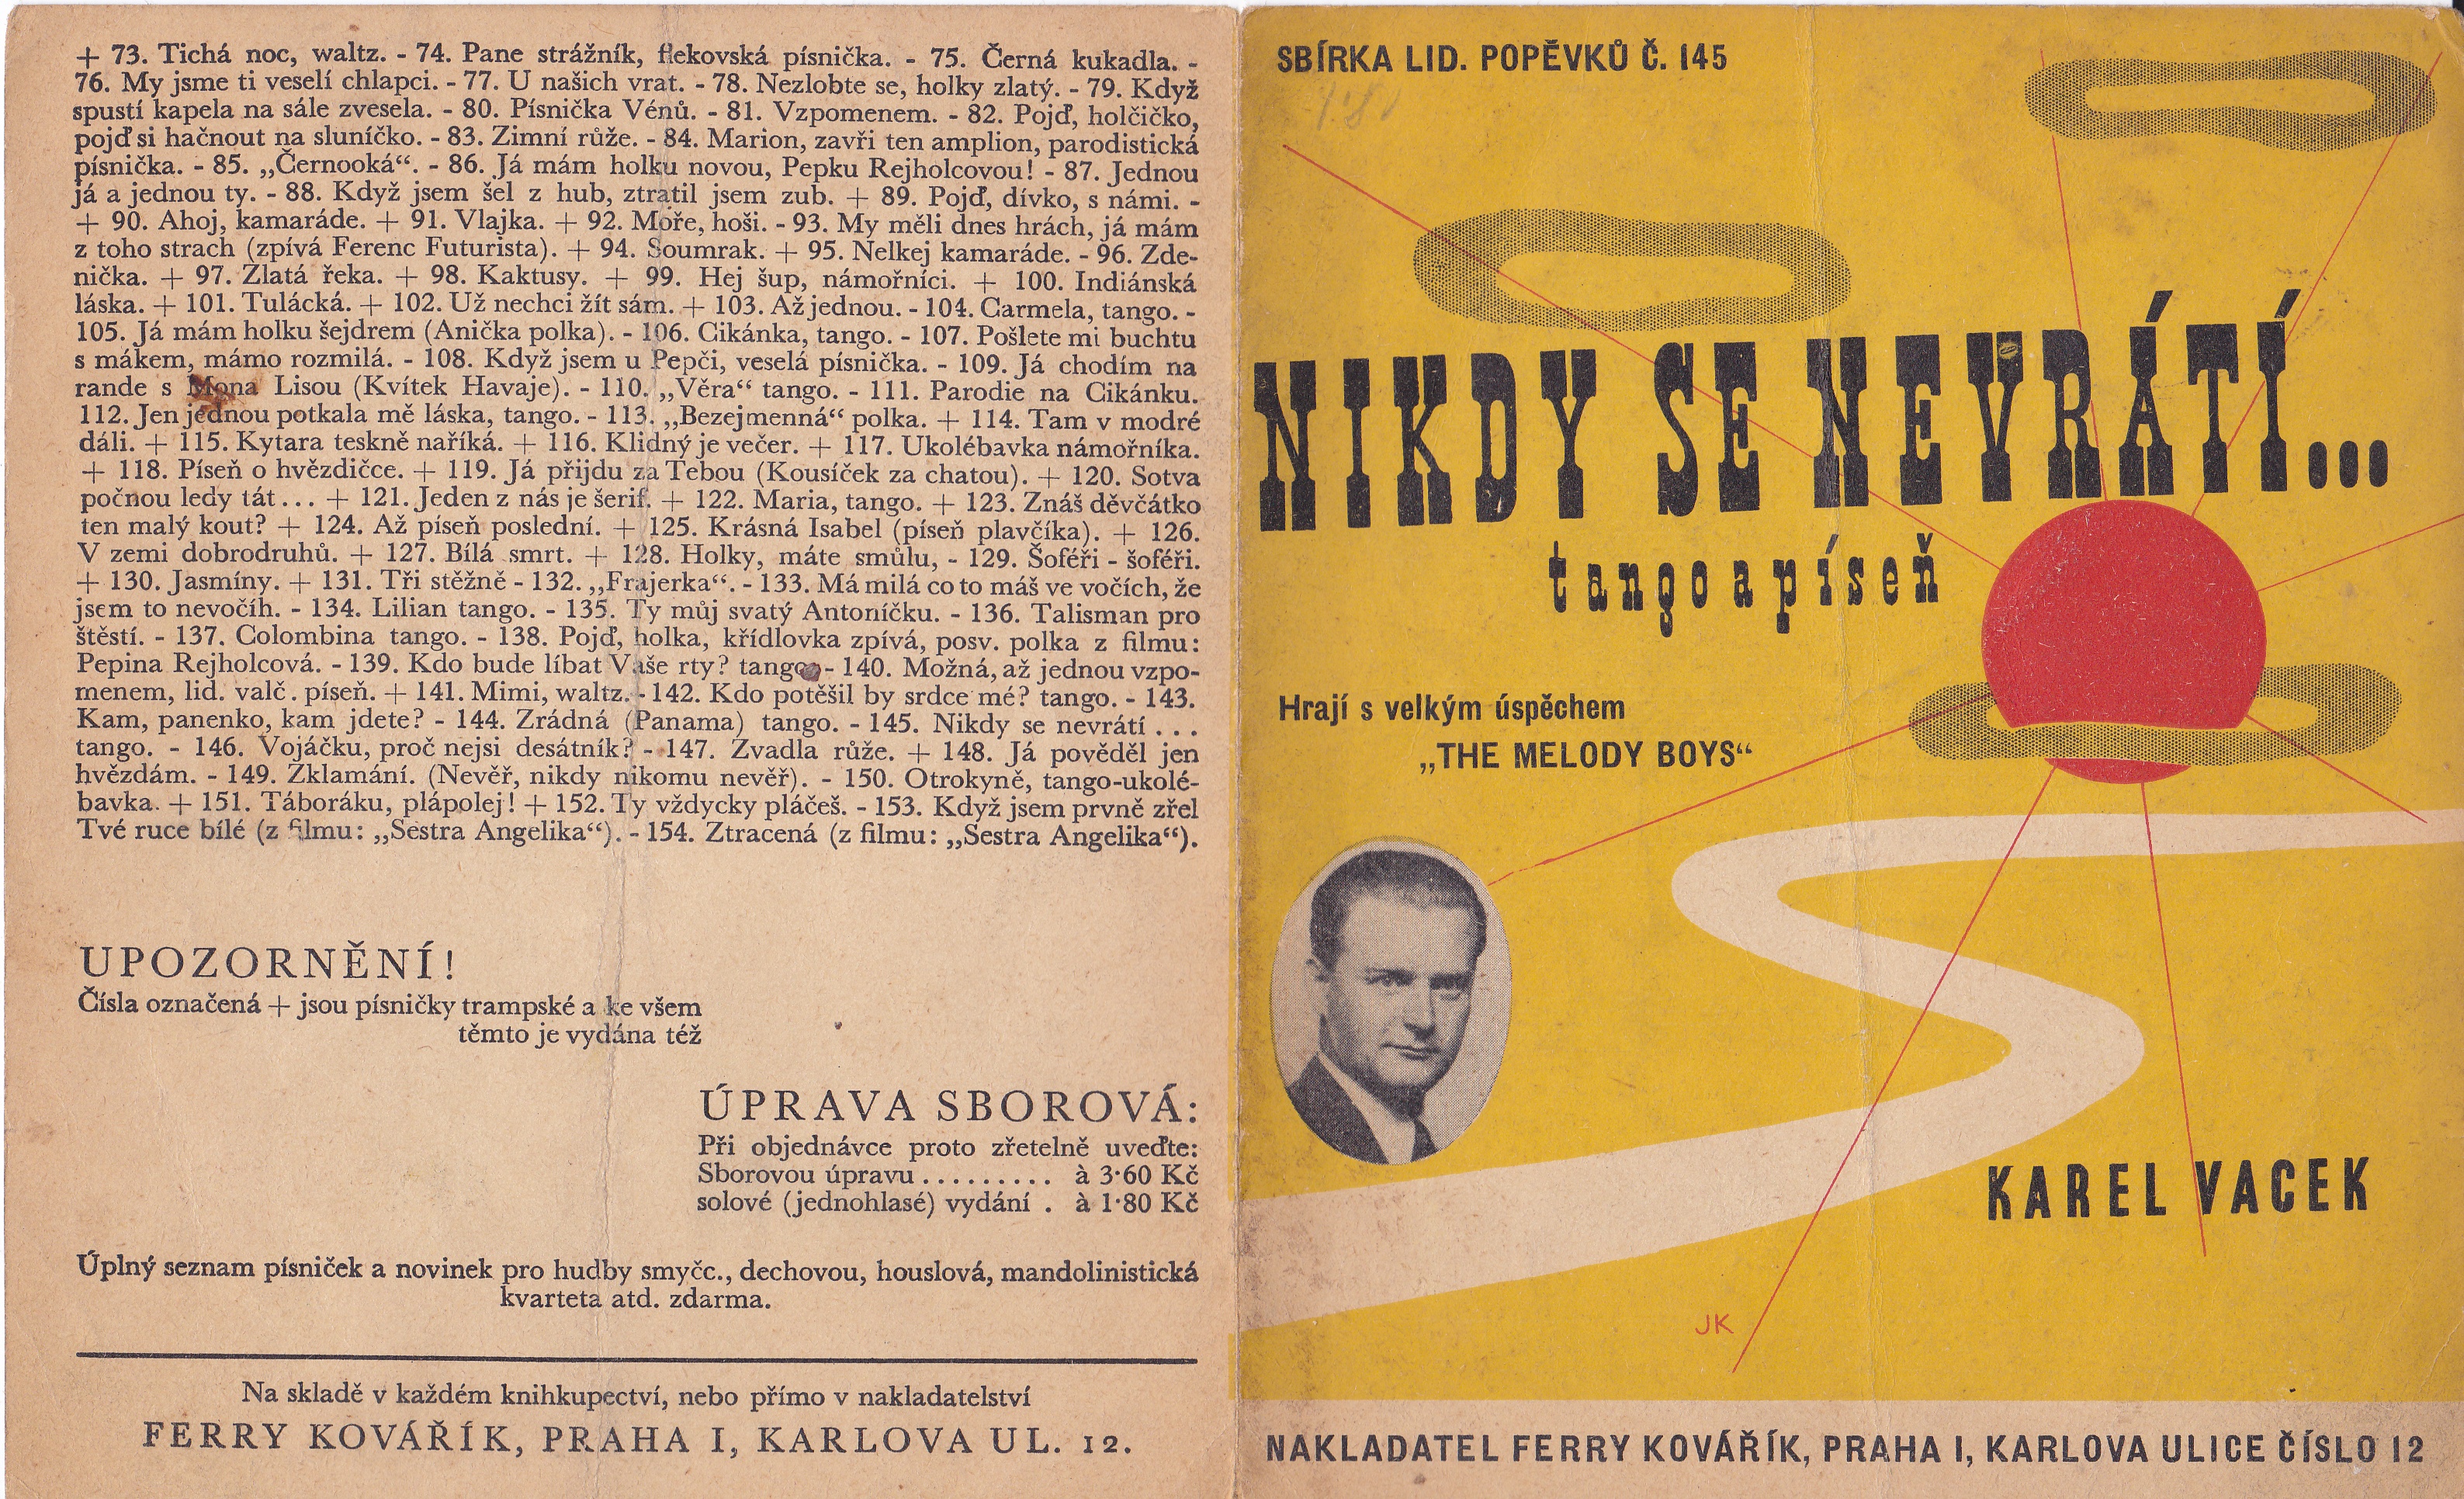 + 73. Tichá noc, waltz. - 74. Pane strážník, flekovská písnička. - 75. Černá kukadla. -
76. My jsme ti veselí chlapci. - 77. U našich vrat. - 78. Nezlobte se, holky zlatý. - 79. Když
spustí kapela na sále zvesela. - 80. Písnička Vénů. - 81. Vzpomenem. - 82. Pojď, holčičko,
pojď si hačnout na sluníčko. - 83. Zimní růže. - 84. Marion, zavři ten amplion, parodistická
písnička. - 85. „Černooká“. - 86. Já mám holku novou, Pepku Rejholcovou! - 87. Jednou
já a jednou ty. - 88. Když jsem šel z hub, ztratil jsem zub. + 89. Pojď, dívko, s námi. -
+ 90. Ahoj, kamaráde. + 91. Vlajka. + 92. Moře, hoši. - 93. My měli dnes hrách, já mám
z toho strach (zpívá Ferenc Futurista). + 94. Soumrak. + 95. Nelkej kamaráde. - 96. Zde-
nička. + 97. Zlatá řeka. + 98. Kaktusy. + 99. Hej šup, námořníci. + 100. Indiánská
láska. + 101. Tulácká. + 102. Už nechci žít sám. + 103. Až jednou. - 104. Carmela, tango. -
105. Já mám holku šejdrem (Anička polka). - 106. Cikánka, tango. - 107. Pošlete mi buchtu
s mákem, mámo rozmilá. - 108. Když jsem u Pepči, veselá písnička. - 109. Já chodím na
rande s Mona Lisou (Kvítek Havaje). - 110. „Věra“ tango. - 111. Parodie na Cikánku.
112. Jen jednou potkala mě láska, tango. - 113. „Bezejmenná“ polka. + 114. Tam v modré
dáli. + 115. Kytara teskně naříká. + 116. Klidný je večer. + 117. Ukolébavka námořníka.
+ 118. Píseň o hvězdičce. + 119. Já přijdu za Tebou (Kousíček za chatou). + 120. Sotva
počnou ledy tát... + 121. Jeden z nás je šerif. + 122. Maria, tango. + 123. Znáš děvčátko
ten malý kout? + 124. Až píseň poslední. + 125. Krásná Isabel (píseň plavčíka). + 126.
V zemi dobrodruhů. + 127. Bílá smrt. + 128. Holky, máte smůlu, - 129. Šoféři - šoféři.
+ 130. Jasmíny. + 131. Tři stěžně - 132. „Frajerka“. - 133. Má milá co to máš ve vočích, že
jsem to nevočíh. - 134. Lilian tango. - 135. Ty můj svatý Antoníčku. - 136. Talisman pro
štěstí. - 137. Colombina tango. - 138. Pojď, holka, křídlovka zpívá, posv. polka z filmu:
Pepina Rejholcová. - 139. Kdo bude líbat Vaše rty? tango - 140. Možná, až jednou vzpo-
menem, lid. valč. píseň. + 141. Mimi, waltz. - 142. Kdo potěšil by srdce mé? tango. - 143.
Kam, panenko, kam jdete? - 144. Zrádná (Panama) tango. - 145. Nikdy se nevrátí . . .
tango. - 146. Vojáčku, proč nejsi desátník? - 147. Zvadla růže. + 148. Já pověděl jen
hvězdám. - 149. Zklamání. (Nevěř, nikdy nikomu nevěř). - 150. Otrokyně, tango-ukolé-
bavka. + 151. Táboráku, plápolej! + 152. Ty vždycky pláčeš. - 153. Když jsem prvně zřel
Tvé ruce bílé (z filmu: „Sestra Angelika“). - 154. Ztracená (z filmu: „Sestra Angelika“).
UPOZORNĚNÍ!
Čísla označená + jsou písničky trampské a ke všem
těmto je vydána též
ÚPRAVA SBOROVÁ:
Při objednávce proto zřetelně uveďte:
Sborovou úpravu . . . . . . . . . à 3·60 Kč
solové (jednohlasé) vydání . à 1·80 Kč
Úplný seznam písniček a novinek pro hudby smyčc., dechovou, houslová, mandolinistická
kvarteta atd. zdarma.
Na skladě v každém knihkupectví, nebo přímo v nakladatelství
FERRY KOVÁŘÍK, PRAHA I, KARLOVA UL. 12.
SBÍRKA LID. POPĚVKŮ Č. 145
1.80
NIKDY SE NEVRÁTÍ...
tango a píseň
Hrají s velkým úspěchem
„THE MELODY BOYS“
KAREL VACEK
JK
NAKLADATEL FERRY KOVÁŘÍK, PRAHA I, KARLOVA ULICE ČÍSLO 12